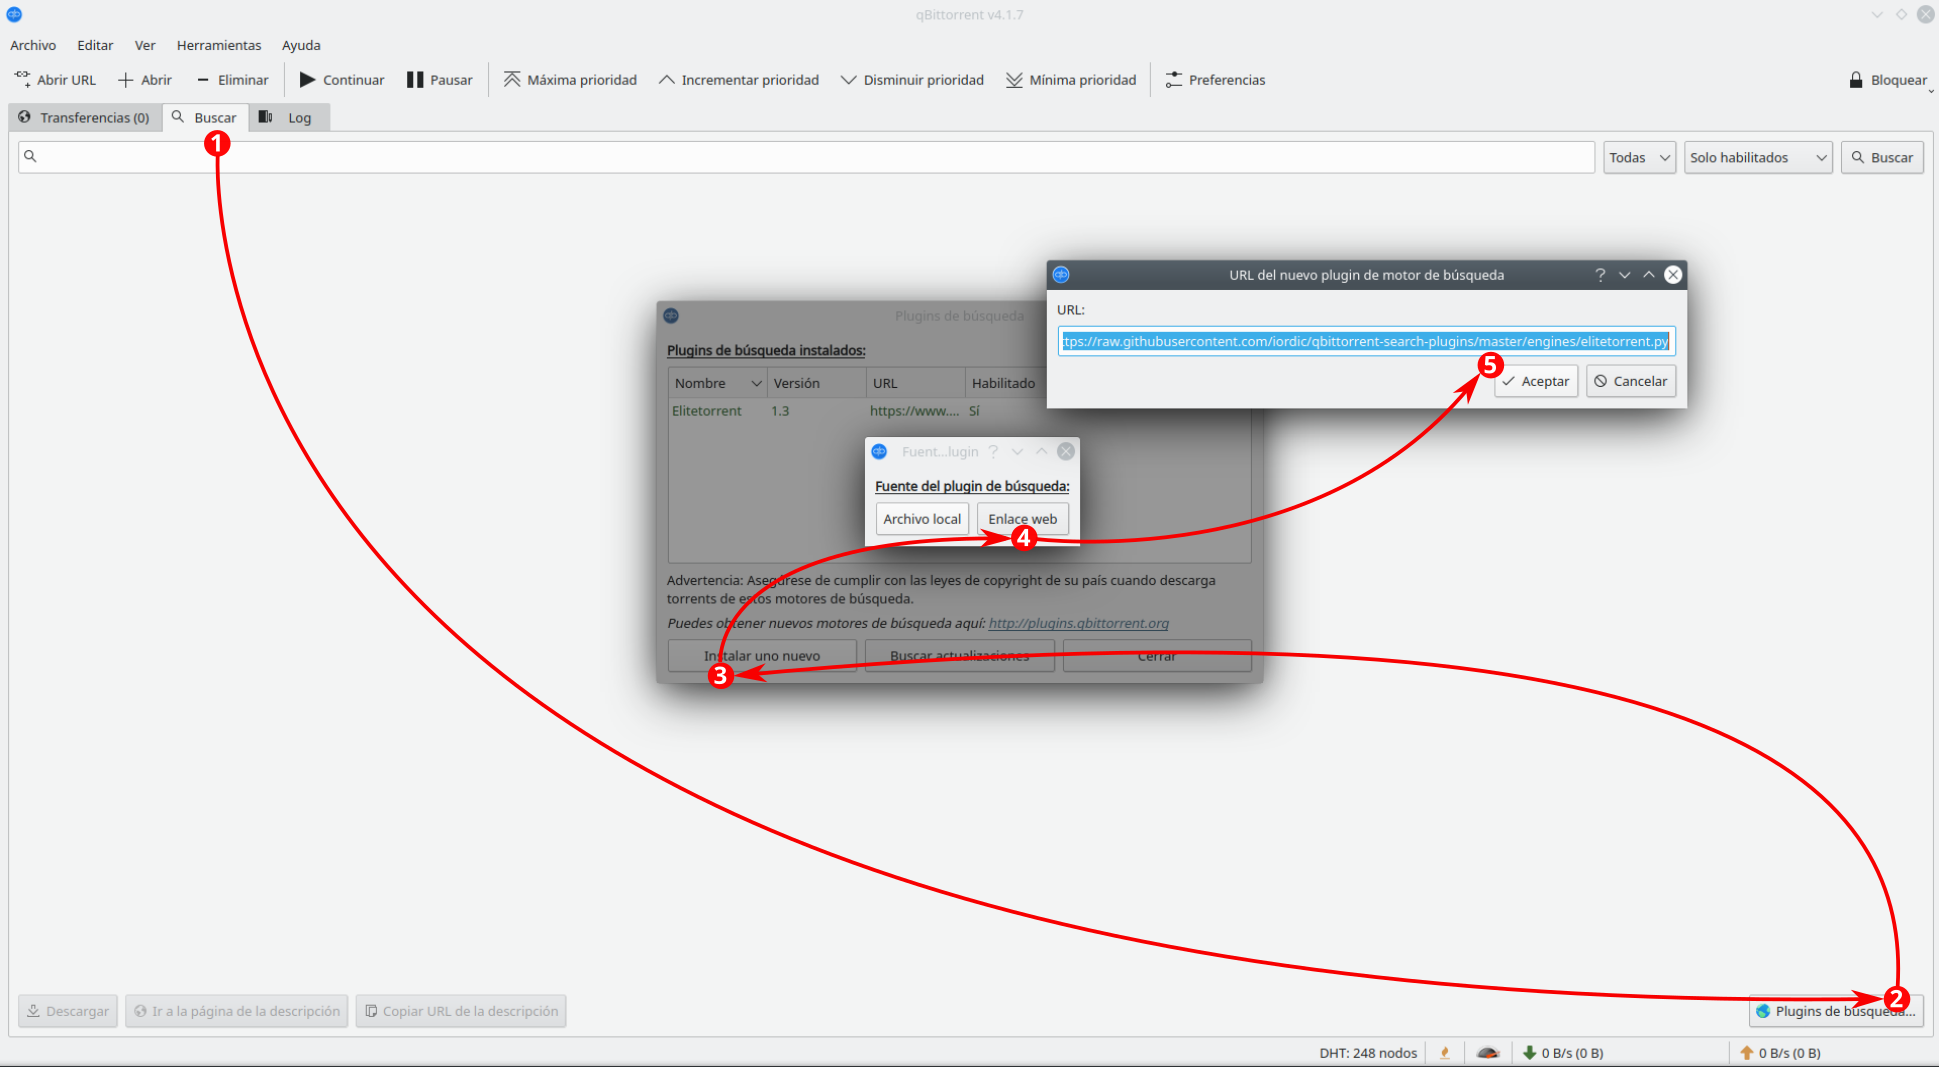 qBittorrent v4.1.7
Archivo Editar Ver Herramientas Ayuda
Abrir URL Abrir Eliminar Continuar Pausar Máxima prioridad Incrementar prioridad Disminuir prioridad Mínima prioridad Preferencias Bloquear
Transferencias (0) Buscar Log
1
Todas Solo habilitados Buscar
URL del nuevo plugin de motor de búsqueda
URL:
tps://raw.githubusercontent.com/iordic/qbittorrent-search-plugins/master/engines/elitetorrent.py
5
Aceptar Cancelar
Plugins de búsqueda
Plugins de búsqueda instalados:
Nombre Versión URL Habilitado
Elitetorrent 1.3 https://www.... Sí
Fuent...lugin
Fuente del plugin de búsqueda:
Archivo local Enlace web
4
Advertencia: Asegúrese de cumplir con las leyes de copyright de su país cuando descarga
torrents de estos motores de búsqueda.
Puedes obtener nuevos motores de búsqueda aquí: http://plugins.qbittorrent.org
Instalar uno nuevo Buscar actualizaciones Cerrar
3
2
Descargar Ir a la página de la descripción Copiar URL de la descripción Plugins de búsqueda...
DHT: 248 nodos 0 B/s (0 B) 0 B/s (0 B)